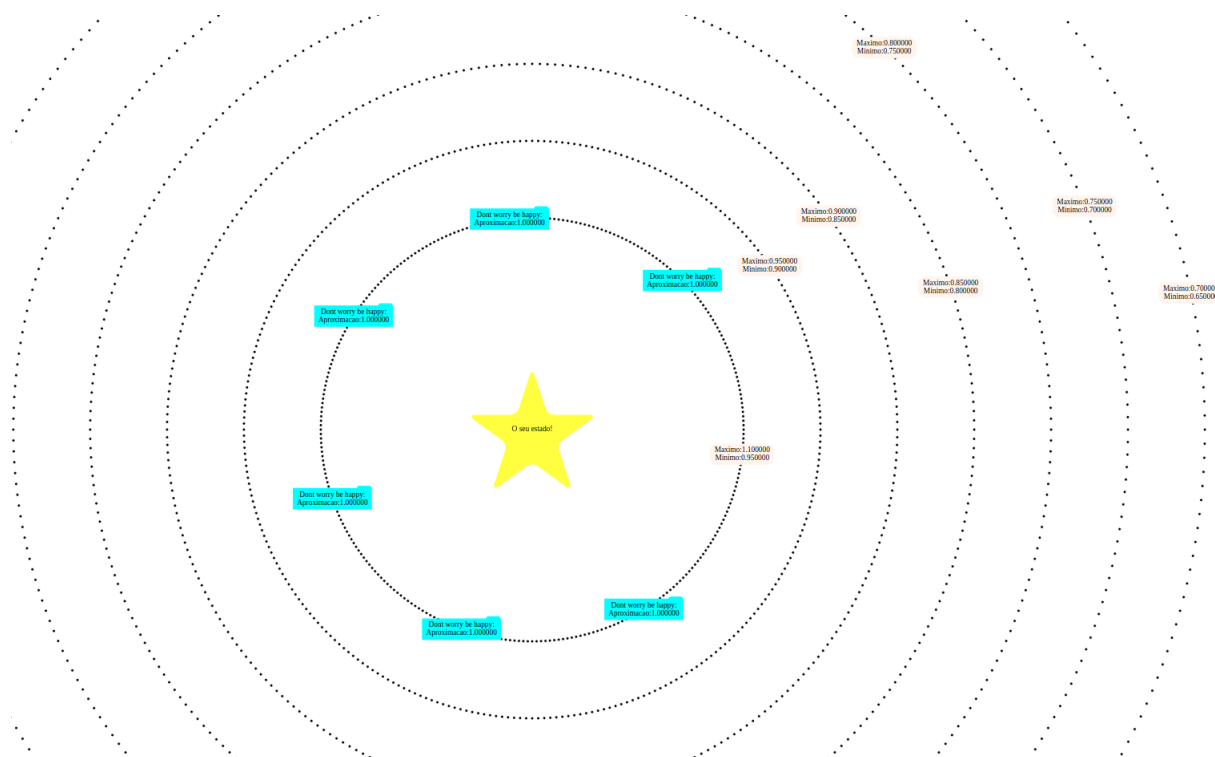 Maximo:0.800000
Minimo:0.750000
Maximo:0.750000
Minimo:0.700000
Dont worry be happy:
Aproximacao:1.000000
Maximo:0.900000
Minimo:0.850000
Maximo:0.950000
Minimo:0.900000
Dont worry be happy:
Aproximacao:1.000000
Maximo:0.850000
Minimo:0.800000
Maximo:0.70000
Minimo:0.65000
Dont worry be happy:
Aproximacao:1.000000
O seu estado!
Maximo:1.100000
Minimo:0.950000
Dont worry be happy:
Aproximacao:1.000000
Dont worry be happy:
Aproximacao:1.000000
Dont worry be happy:
Aproximacao:1.000000